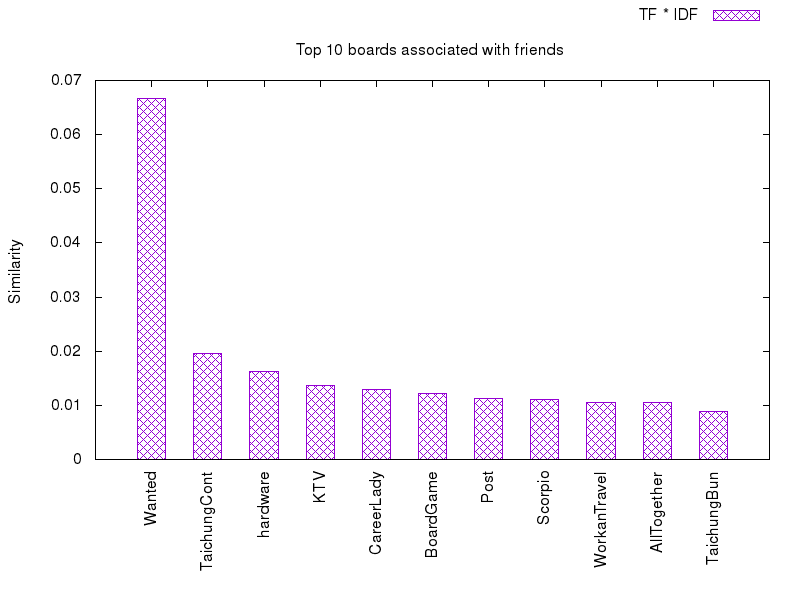 TF * IDF
Top 10 boards associated with friends
Similarity
0.07
0.06
0.05
0.04
0.03
0.02
0.01
0
Wanted
TaichungCont
hardware
KTV
CareerLady
BoardGame
Post
Scorpio
WorkanTravel
AllTogether
TaichungBun